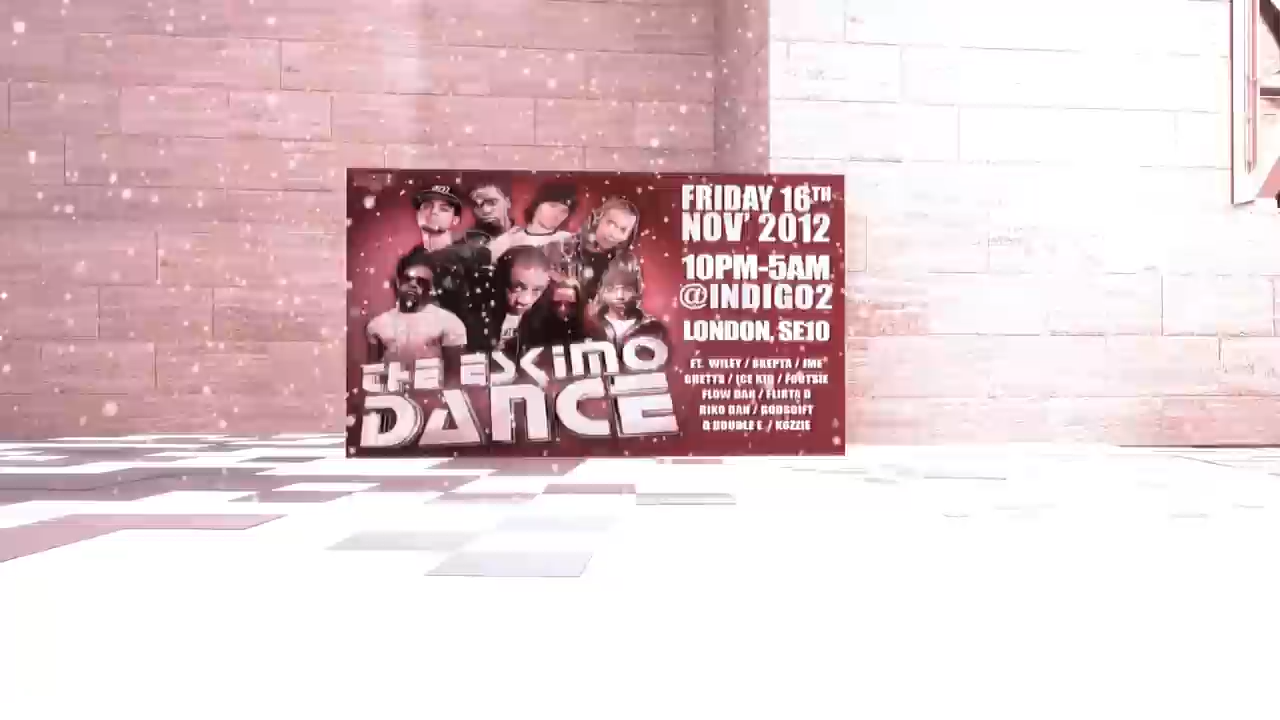 THE ESKIMO
DANCE
FRIDAY 16TH
NOV' 2012
10PM-5AM
@INDIGO2
LONDON, SE10
FT. WILEY / SKEPTA / JME
GHETTS / ICE KID / FOOTSIE
FLOW DAN / FLIRTA D
RIKO DAN / GODSGIFT
D DOUBLE E / KOZZIE